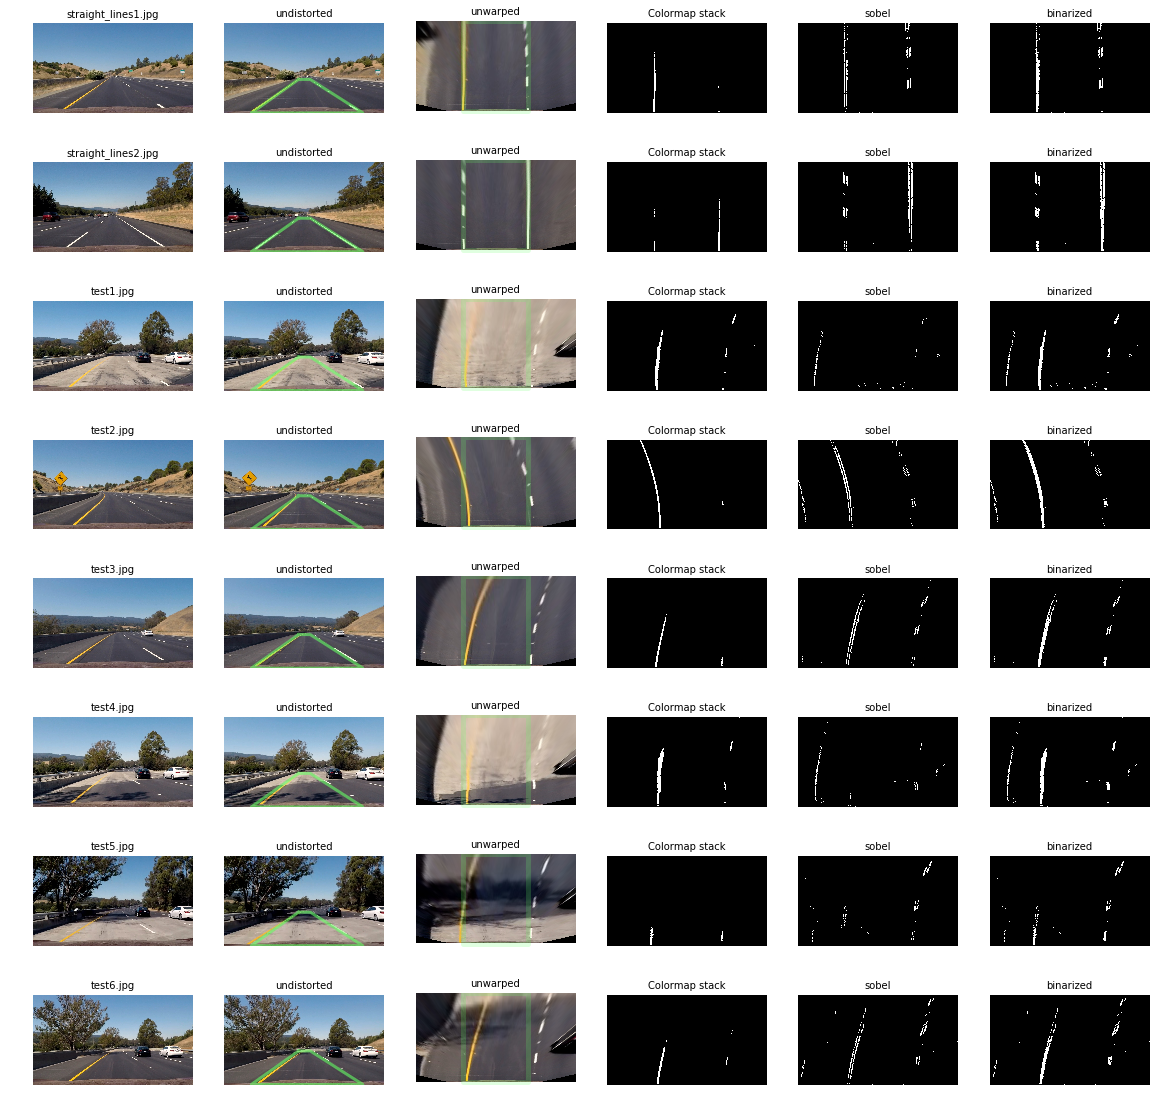 straight_lines1.jpg undistorted unwarped Colormap stack sobel binarized
straight_lines2.jpg undistorted unwarped Colormap stack sobel binarized
test1.jpg undistorted unwarped Colormap stack sobel binarized
test2.jpg undistorted unwarped Colormap stack sobel binarized
test3.jpg undistorted unwarped Colormap stack sobel binarized
test4.jpg undistorted unwarped Colormap stack sobel binarized
test5.jpg undistorted unwarped Colormap stack sobel binarized
test6.jpg undistorted unwarped Colormap stack sobel binarized